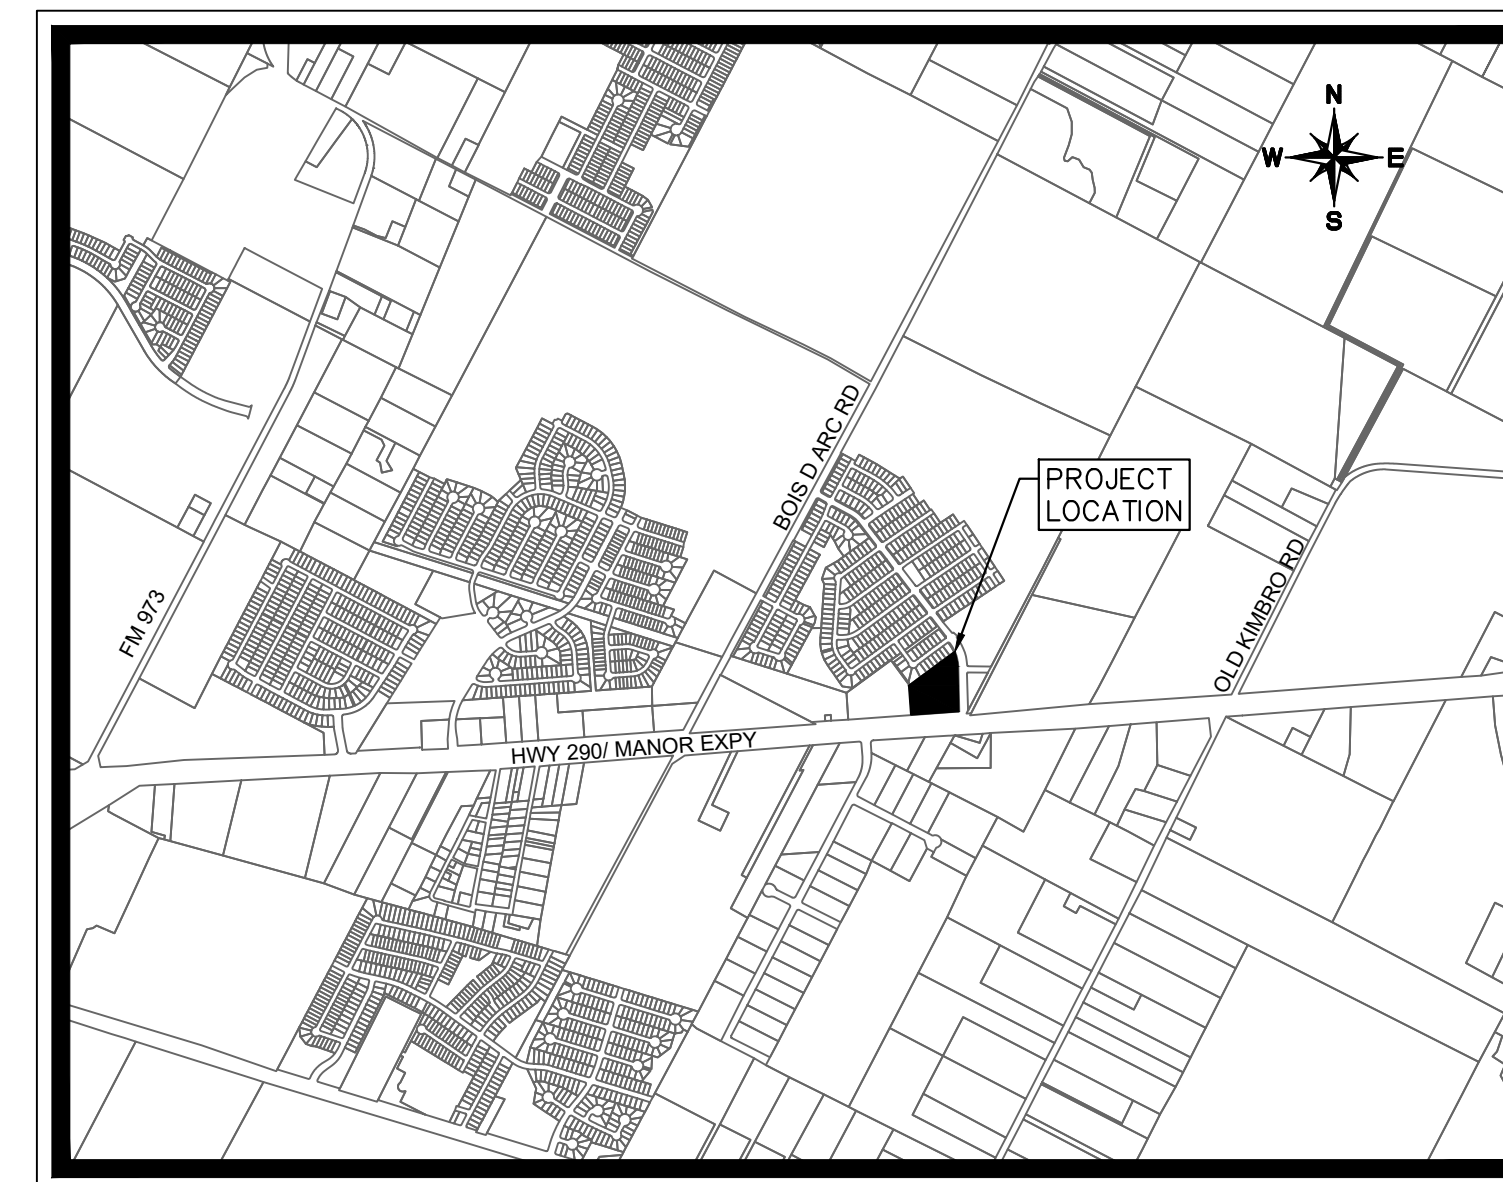 N
W E
S
BOIS D ARC RD
PROJECT
LOCATION
FM 973
OLD KIMBRO RD
HWY 290/ MANOR EXPY